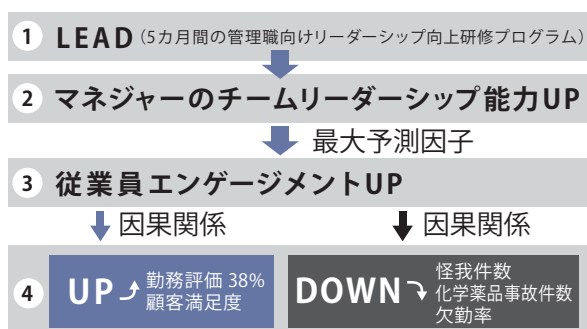 1 LEAD(5カ月間の管理職向けリーダーシップ向上研修プログラム)
2 マネジャーのチームリーダーシップ能力UP
最大予測因子
3 従業員エンゲージメントUP
因果関係 因果関係
4 UP 勤務評価 38%
顧客満足度
DOWN 怪我件数
化学薬品事故件数
欠勤率